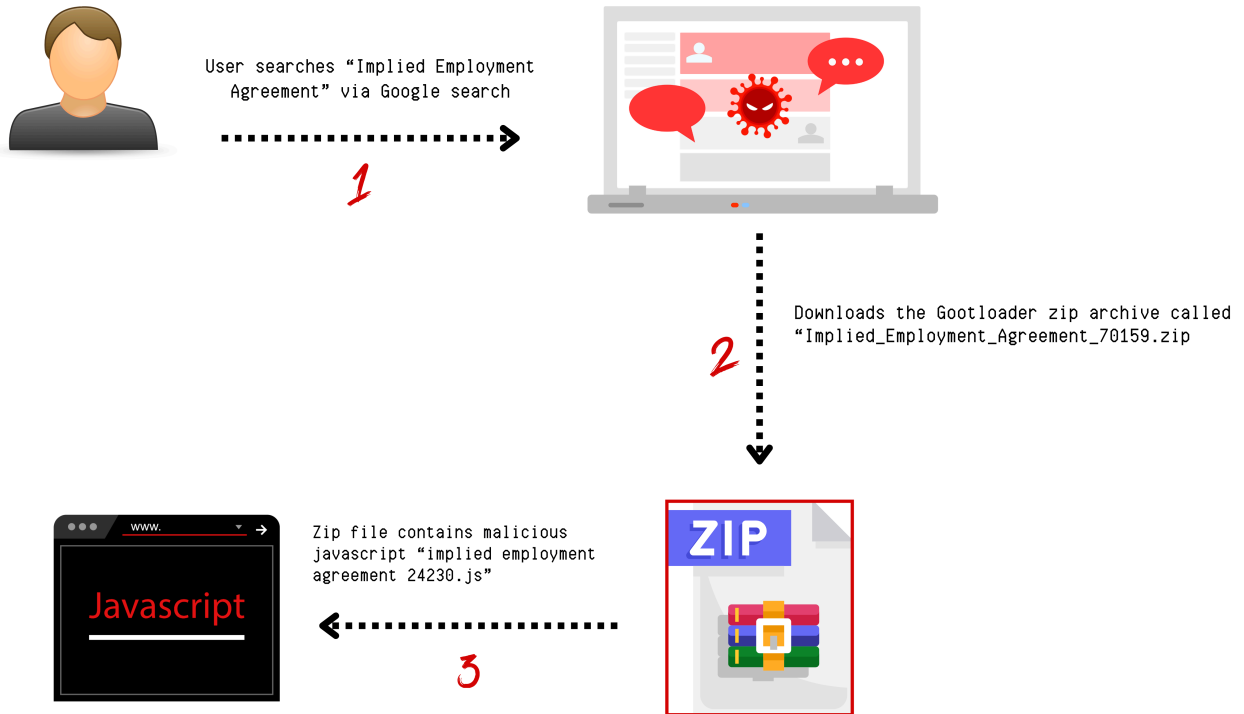 User searches “Implied Employment
Agreement” via Google search
1
Downloads the Gootloader zip archive called
“Implied_Employment_Agreement_70159.zip
2
ZIP
www.
Javascript
Zip file contains malicious
javascript “implied employment
agreement 24230.js”
3